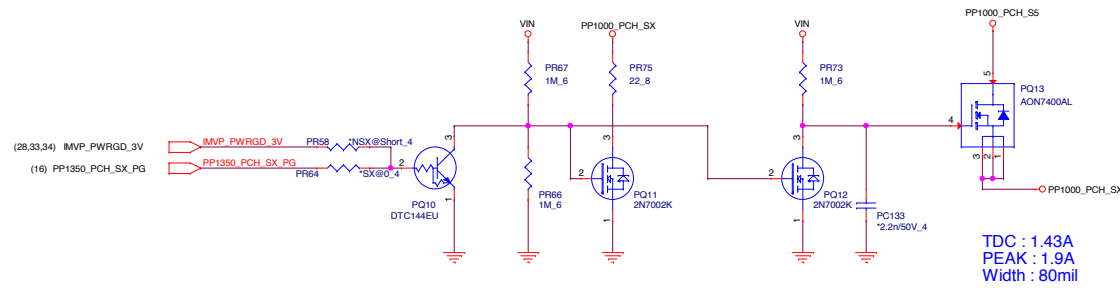 VIN
PP1000_PCH_SX
VIN
PP1000_PCH_S5
PR67
1M_6
PR75
22_8
PR73
1M_6
5
PQ13
AON7400AL
4
3
2
1
(28,33,34) IMVP_PWRGD_3V
IMVP_PWRGD_3V
PR58
*NSX@Short_4
(16) PP1350_PCH_SX_PG
PP1350_PCH_SX_PG
PR64
*SX@0_4
2
3
1
PQ10
DTC144EU
PR66
1M_6
3
2
1
PQ11
2N7002K
3
2
1
PQ12
2N7002K
PC133
*2.2n/50V_4
PP1000_PCH_SX
TDC : 1.43A
PEAK : 1.9A
Width : 80mil